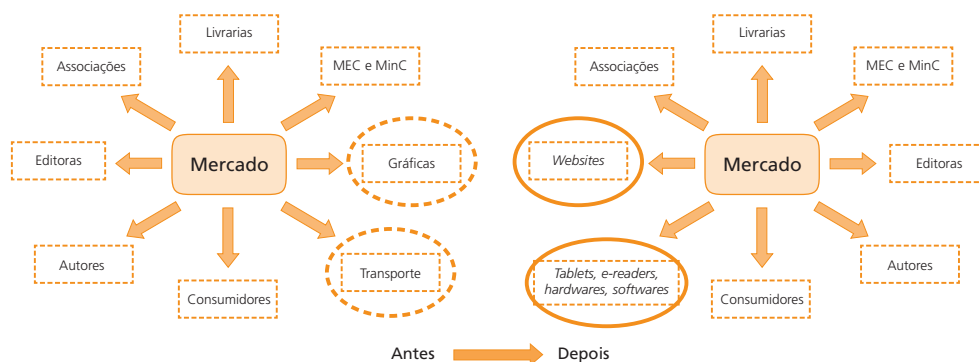 Livrarias
Associações
MEC e MinC
Editoras
Mercado
Gráficas
Autores
Transporte
Consumidores
Livrarias
Associações
MEC e MinC
Websites
Mercado
Editoras
Tablets, e-readers,
hardwares, softwares
Autores
Consumidores
Antes
Depois